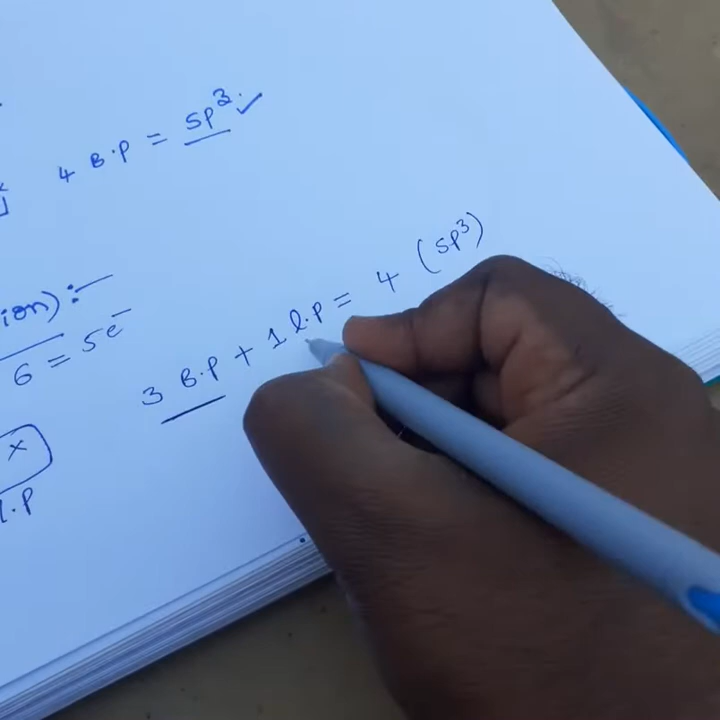 4 B.P = SP³
ion) :-
6 = 5e⁻
3 B.P + 1 l.p = 4 (SP³)
x
l.p